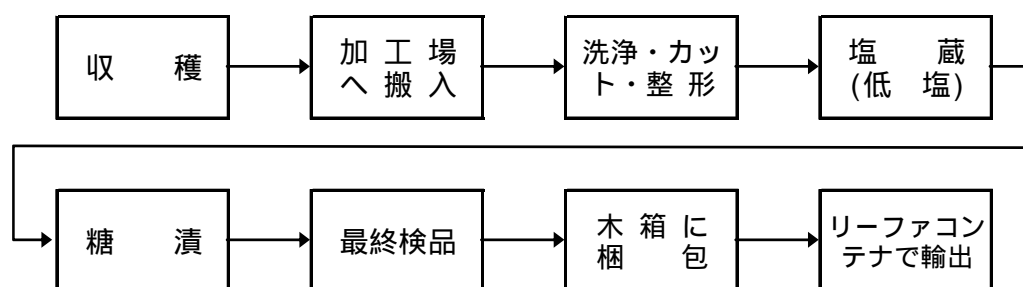 収穫
加工場
へ搬入
洗浄・カッ
ト・整形
塩蔵
(低塩)
糖漬
最終検品
木箱に
梱包
リーファコン
テナで輸出